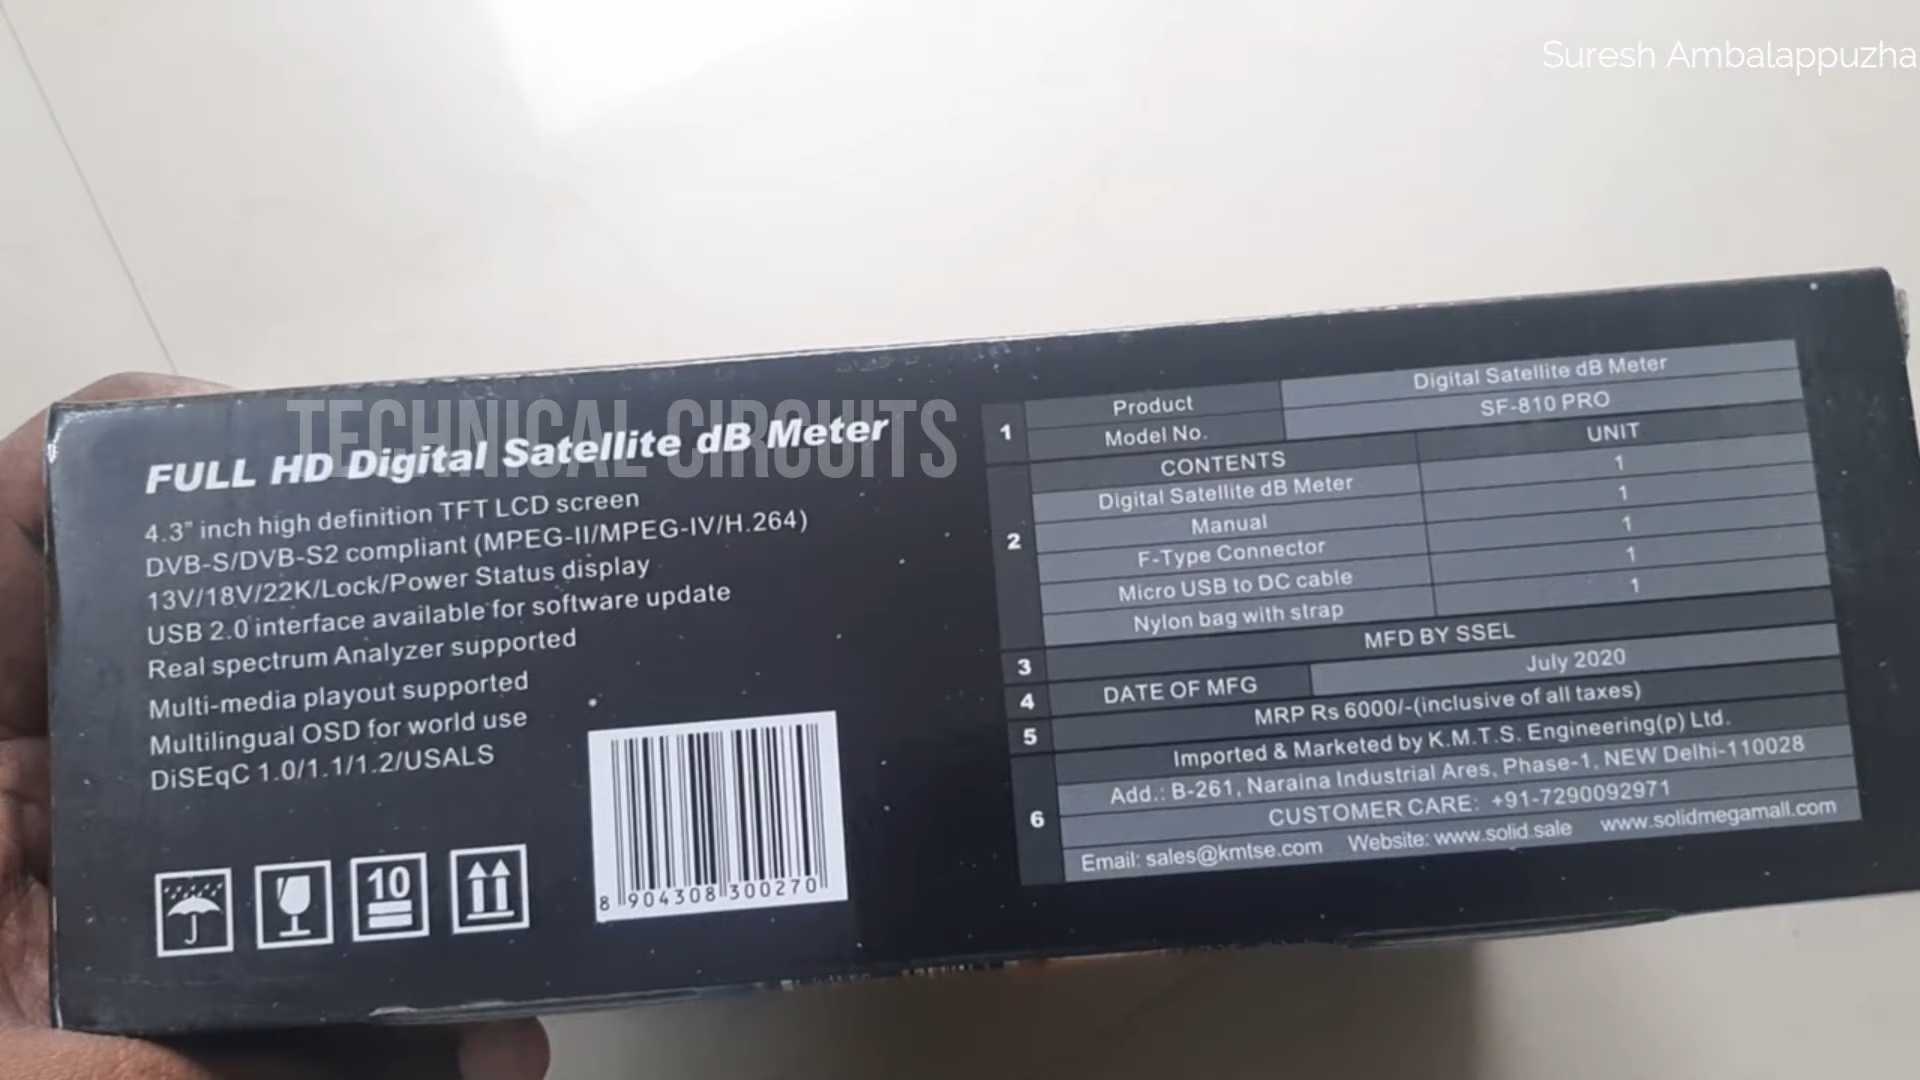 Suresh Ambalappuzha
TECHNICAL CIRCUITS
FULL HD Digital Satellite dB Meter
4.3" inch high definition TFT LCD screen
DVB-S/DVB-S2 compliant (MPEG-II/MPEG-IV/H.264)
13V/18V/22K/Lock/Power Status display
USB 2.0 interface available for software update
Real spectrum Analyzer supported
Multi-media playout supported
Multilingual OSD for world use
DiSEqC 1.0/1.1/1.2/USALS
10
8 904308 300270
1 Product Digital Satellite dB Meter
Model No. SF-810 PRO
2 CONTENTS UNIT
Digital Satellite dB Meter 1
Manual 1
F-Type Connector 1
Micro USB to DC cable 1
Nylon bag with strap 1
3 MFD BY SSEL
4 DATE OF MFG July 2020
5 MRP Rs 6000/-(inclusive of all taxes)
6 Imported & Marketed by K.M.T.S. Engineering(p) Ltd.
Add.: B-261, Naraina Industrial Ares, Phase-1, NEW Delhi-110028
CUSTOMER CARE: +91-7290092971
Email: sales@kmtse.com Website: www.solid.sale www.solidmegamall.com